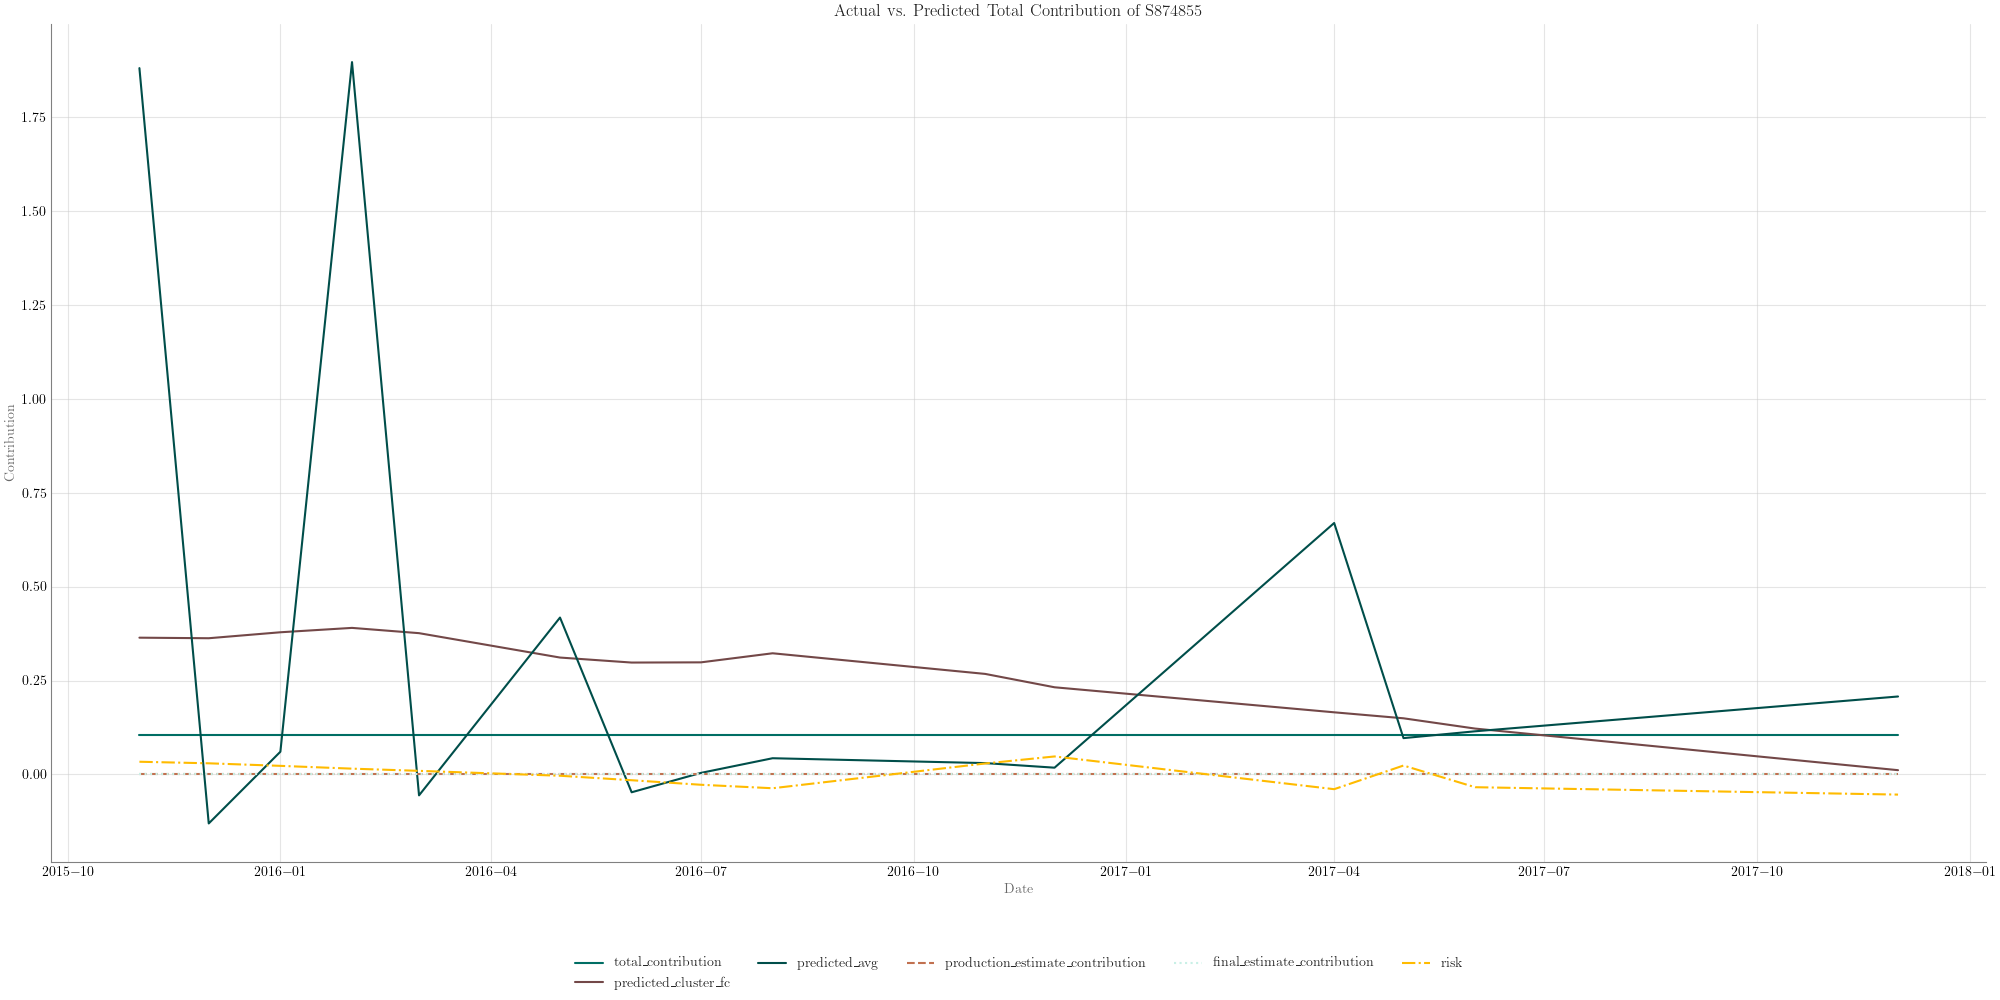 Actual vs. Predicted Total Contribution of S874855
Contribution
1.75
1.50
1.25
1.00
0.75
0.50
0.25
0.00
2015−10 2016−01 2016−04 2016−07 2016−10 2017−01 2017−04 2017−07 2017−10 2018−01
Date
total_contribution predicted_avg production_estimate_contribution final_estimate_contribution risk
predicted_cluster_fc